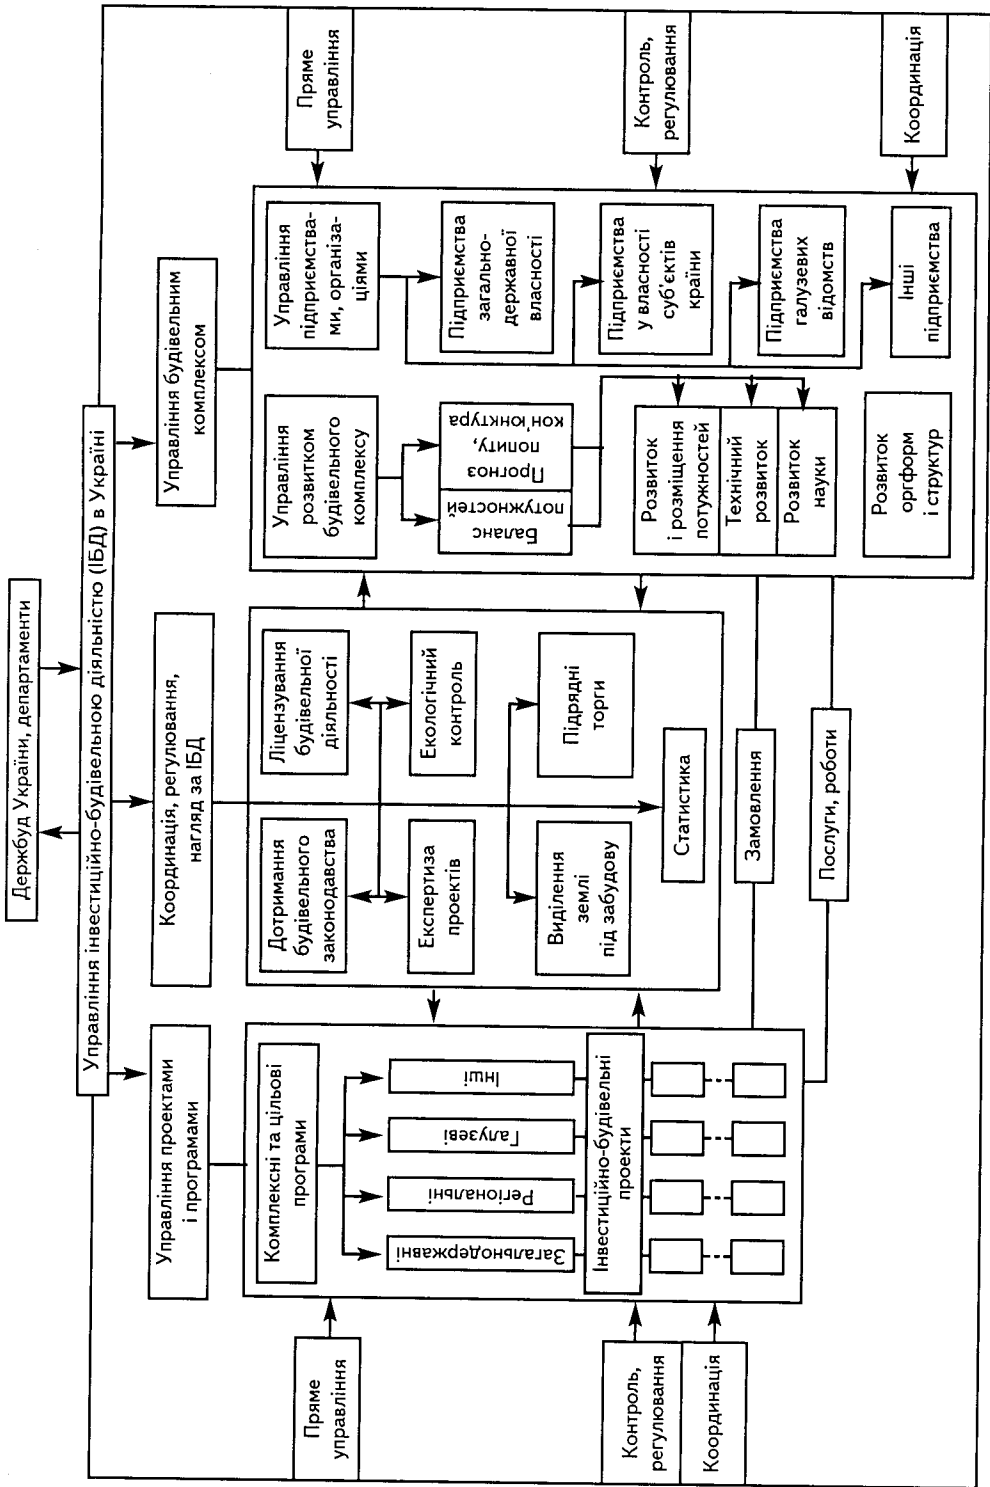 Держбуд України, департаменти
Управління інвестиційно-будівельною діяльністю (ІБД) в Україні
Управління проектами
і програмами
Координація, регулювання,
нагляд за ІБД
Управління будівельним
комплексом
Пряме
управління
Контроль,
регулювання
Координація
Комплексні та цільові
програми
Загальнодержавні
Регіональні
Галузеві
Інші
Інвестиційно-будівельні
проекти
Дотримання
будівельного
законодавства
Ліцензування
будівельної
діяльності
Експертиза
проектів
Екологічний
контроль
Виділення
землі
під забудову
Підрядні
торги
Статистика
Замовлення
Послуги, роботи
Управління
розвитком
будівельного
комплексу
Баланс
потужностей
Прогноз
попиту,
кон'юнктура
Розвиток
і розміщення
потужностей
Технічний
розвиток
Розвиток
науки
Розвиток
оргформ
і структур
Управління
підприємства-
ми, організа-
ціями
Підприємства
загально-
державної
власності
Підприємства
у власності
суб'єктів
країни
Підприємства
галузевих
відомств
Інші
підприємства
Пряме
управління
Контроль,
регулювання
Координація